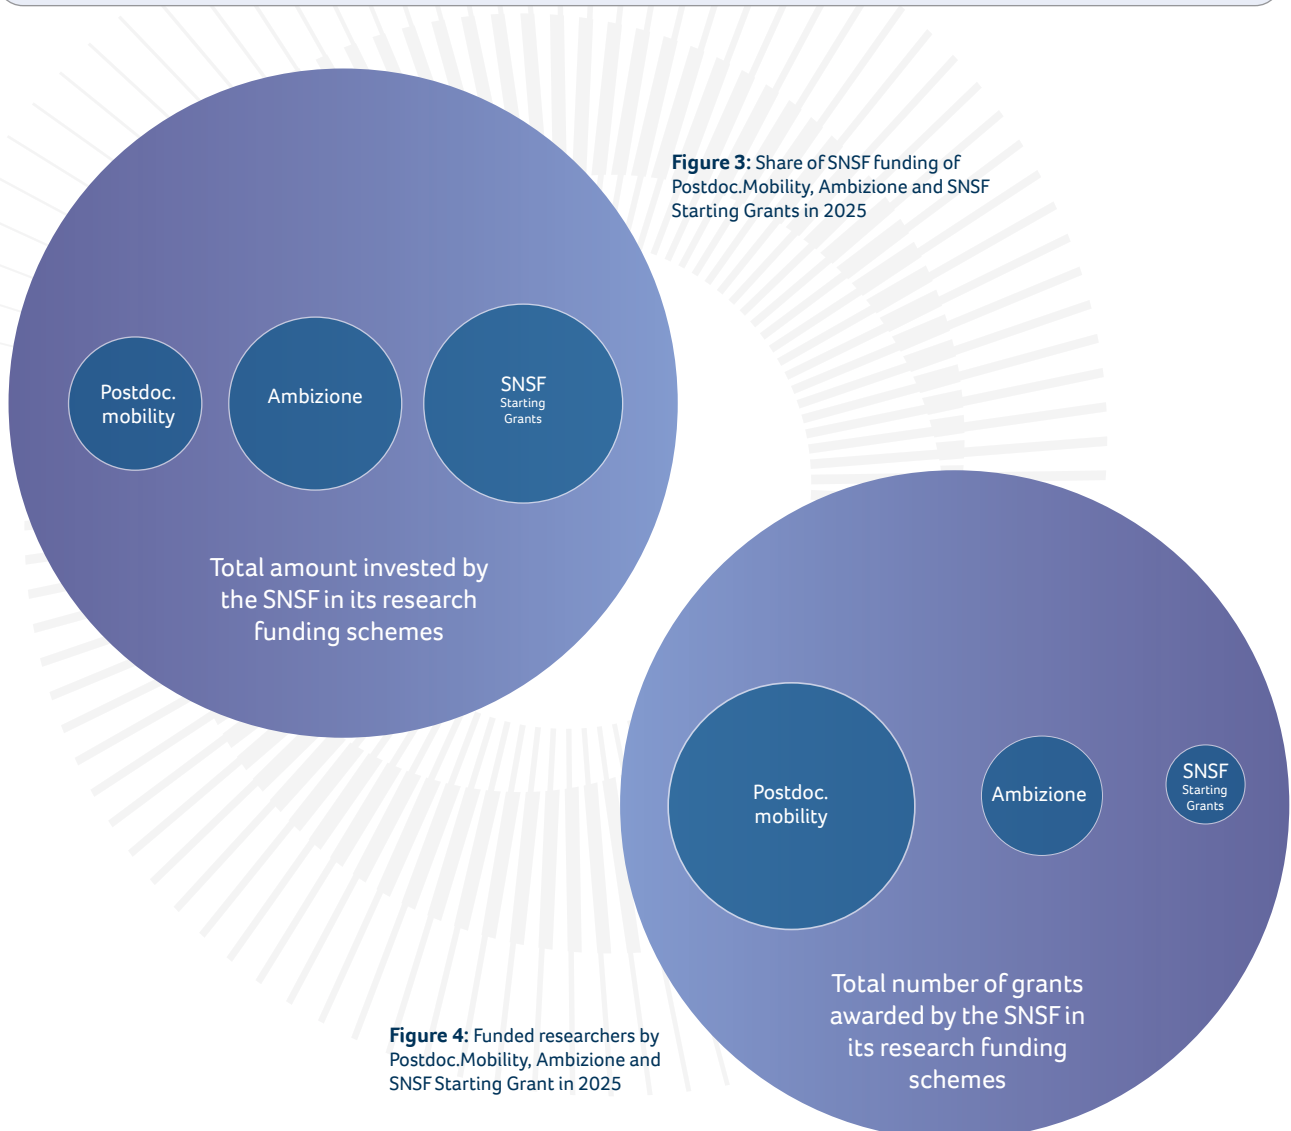 Figure 3: Share of SNSF funding of
Postdoc.Mobility, Ambizione and SNSF
Starting Grants in 2025
Postdoc.
mobility
Ambizione
SNSF
Starting
Grants
Total amount invested by
the SNSF in its research
funding schemes
Postdoc.
mobility
Ambizione
SNSF
Starting
Grants
Total number of grants
awarded by the SNSF in
its research funding
schemes
Figure 4: Funded researchers by
Postdoc.Mobility, Ambizione and
SNSF Starting Grant in 2025